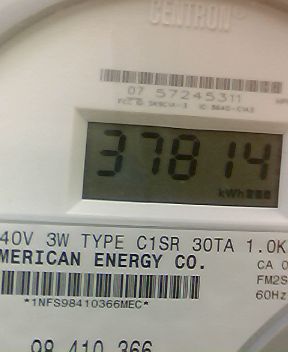 CENTRON®
07 57245311
37814
kWh
40V 3W TYPE C1SR 30TA 1.0K
MERICAN ENERGY CO.
CA 0
FM2S
60Hz
*1NFS98410366MEC*
98 410 366